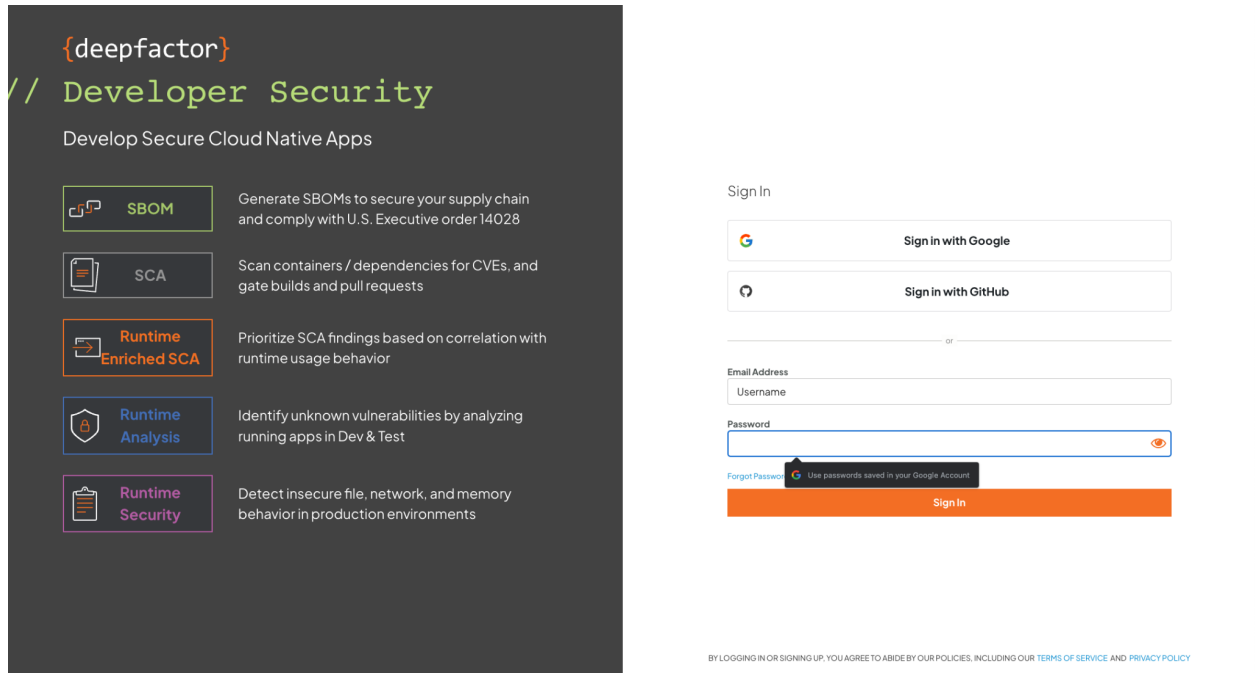 {deepfactor}
// Developer Security
Develop Secure Cloud Native Apps
SBOM
Generate SBOMs to secure your supply chain
and comply with U.S. Executive order 14028
SCA
Scan containers / dependencies for CVEs, and
gate builds and pull requests
Runtime
Enriched SCA
Prioritize SCA findings based on correlation with
runtime usage behavior
Runtime
Analysis
Identify unknown vulnerabilities by analyzing
running apps in Dev & Test
Runtime
Security
Detect insecure file, network, and memory
behavior in production environments
Sign In
Sign in with Google
Sign in with GitHub
or
Email Address
Username
Password
Forgot Passwor
Use passwords saved in your Google Account
Sign In
BY LOGGING IN OR SIGNING UP, YOU AGREE TO ABIDE BY OUR POLICIES, INCLUDING OUR TERMS OF SERVICE AND PRIVACY POLICY